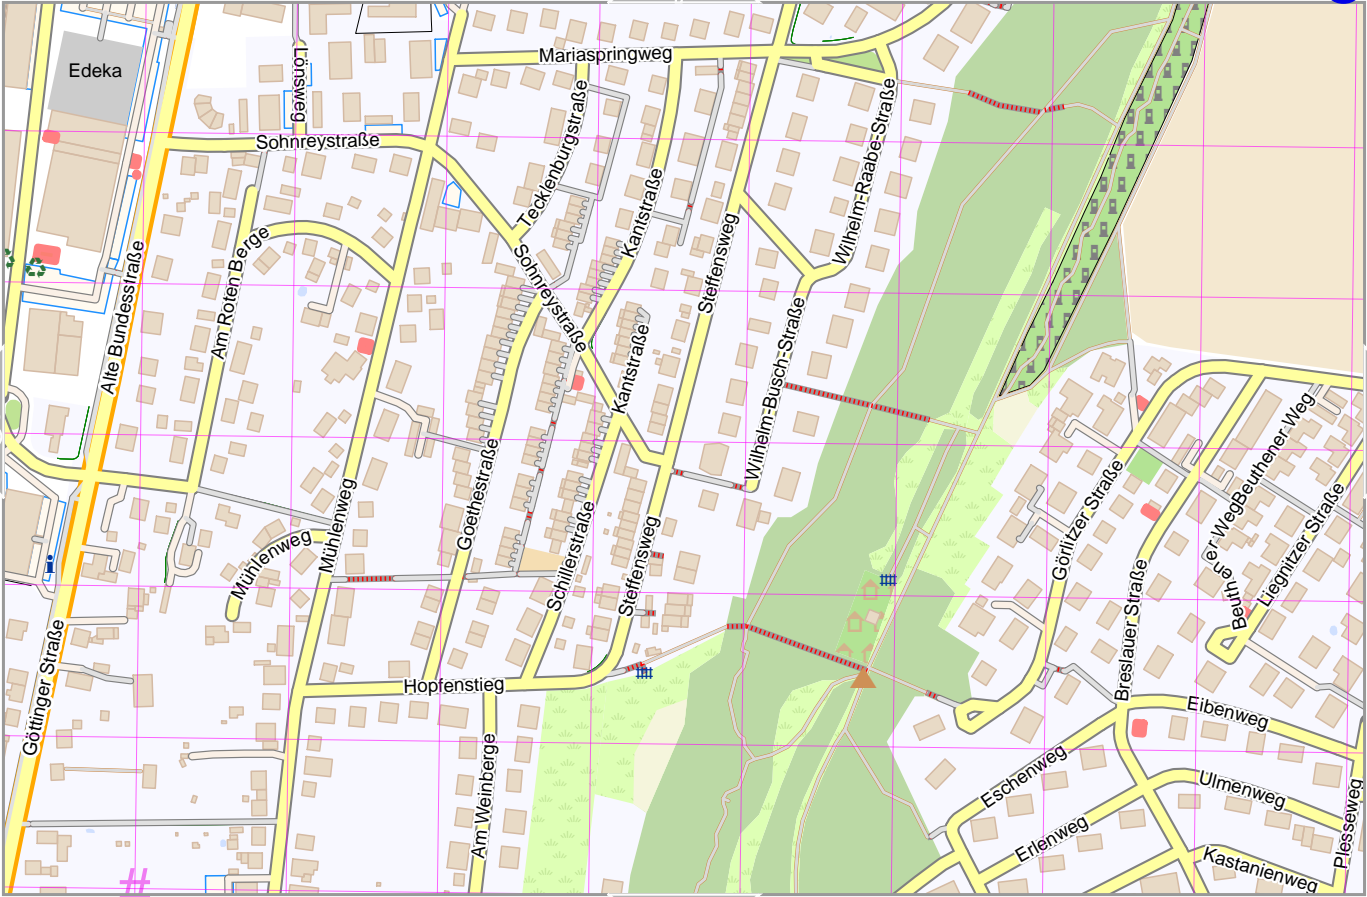 Edeka
Lonsweg
Mariaspringweg
Sohnreystraße
Tecklenburgstraße
Wilhelm-Raabe-Straße
Kantstraße
Steffensweg
Am Roten Berge
Alte Bundesstraße
Sohnreystraße
Kantstraße
Wilhelm-Busch-Straße
Goethestraße
Mühlenweg
Mühlenweg
Schillerstraße
Steffensweg
Görlitzer Straße
Beuthener Weg
Beuthener Weg
Liegnitzer Straße
Breslauer Straße
Göttinger Straße
Hopfenstieg
Am Weinberge
Eibenweg
Eschenweg
Ulmenweg
Erlenweg
Kastanienweg
Plesseweg
i
#